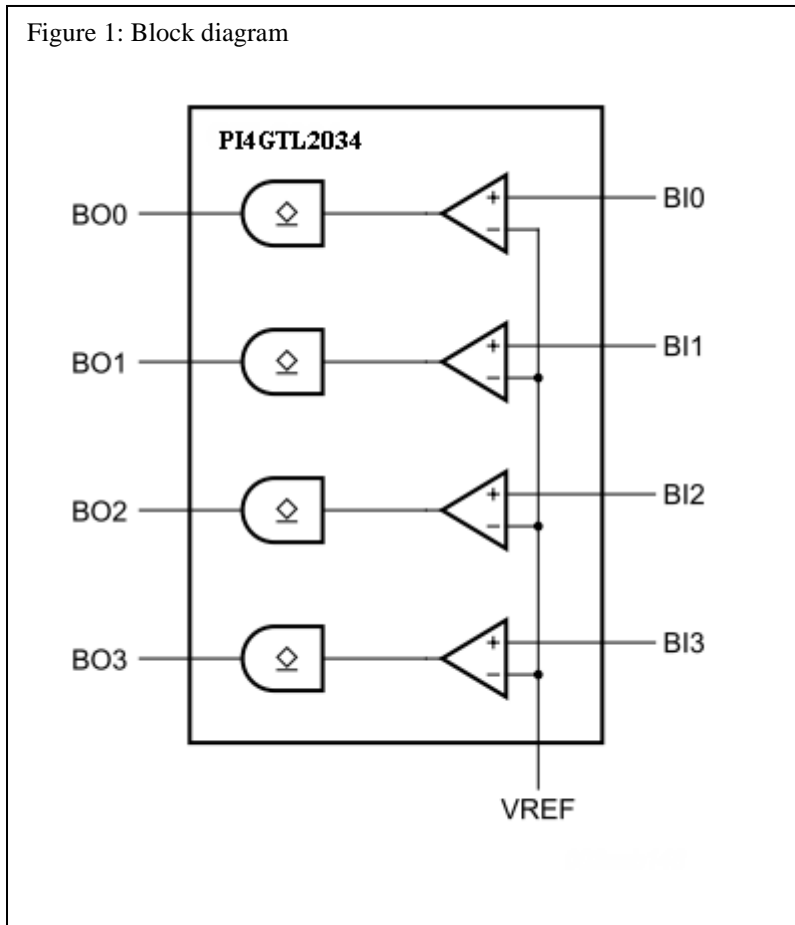 Figure 1: Block diagram
PI4GTL2034
BO0
+
−
BI0
BO1
+
−
BI1
BO2
+
−
BI2
BO3
+
−
BI3
VREF